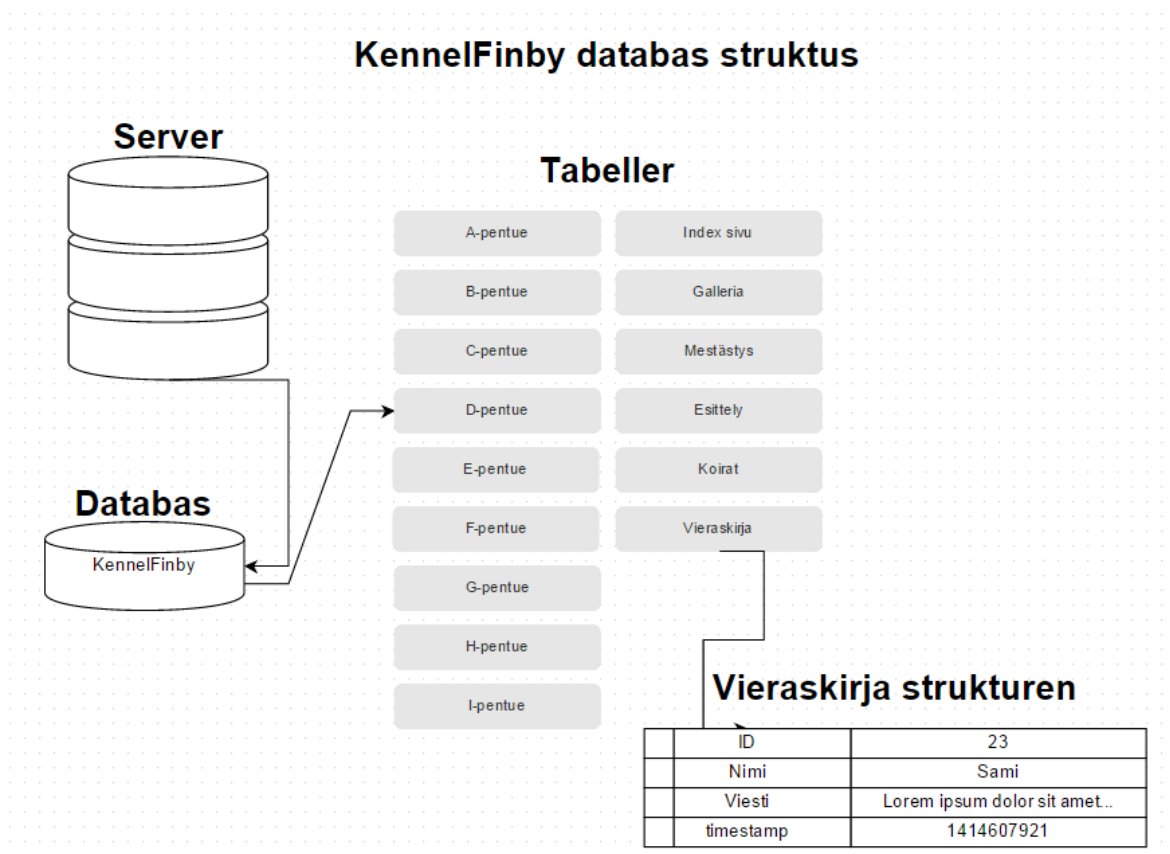 KennelFinby databas struktus
Server
Tabeller
A-pentue
Index sivu
B-pentue
Galleria
C-pentue
Mestästys
D-pentue
Esittely
E-pentue
Koirat
Databas
KennelFinby
F-pentue
Vieraskirja
G-pentue
H-pentue
I-pentue
Vieraskirja strukturen
ID 23
Nimi Sami
Viesti Lorem ipsum dolor sit amet...
timestamp 1414607921